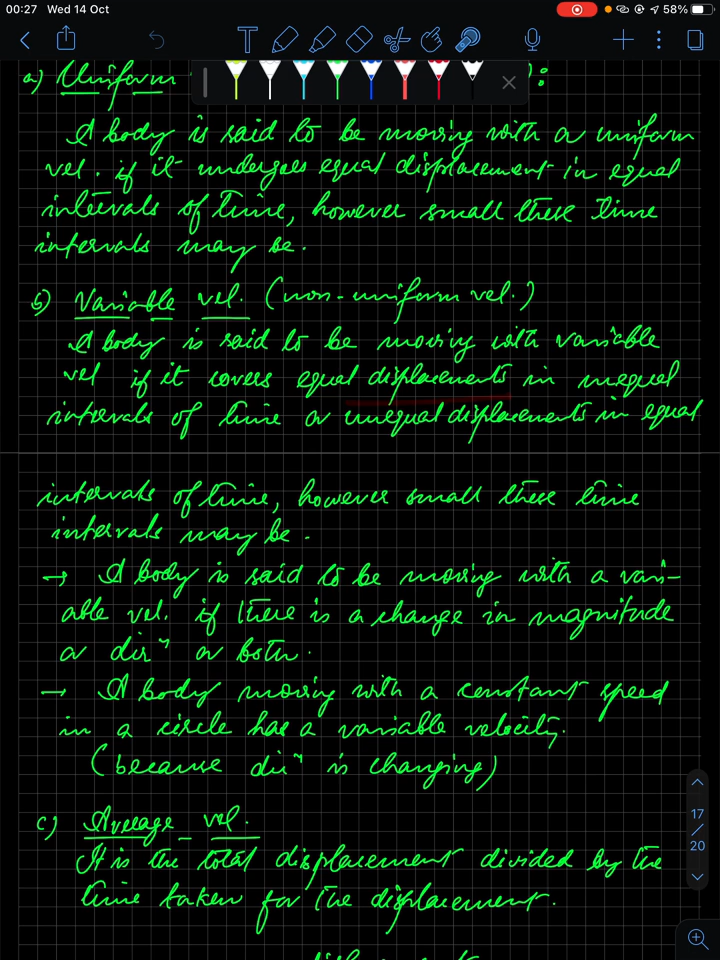 00:27 Wed 14 Oct 58%
a) Uniform :
A body is said to be moving with a uniform
vel. if it undergoes equal displacement in equal
intervals of time, however small these time
intervals may be.
b) Variable vel. (non-uniform vel.)
A body is said to be moving with variable
vel if it covers equal displacements in unequal
intervals of time or unequal displacements in equal
intervals of time, however small these time
intervals may be.
→ A body is said to be moving with a vari-
able vel. if there is a change in magnitude
or dirⁿ or both.
→ A body moving with a constant speed
in a circle has a variable velocity.
(because dirⁿ is changing)
17
/
20
c) Average vel.
It is the total displacement divided by the
time taken for the displacement.